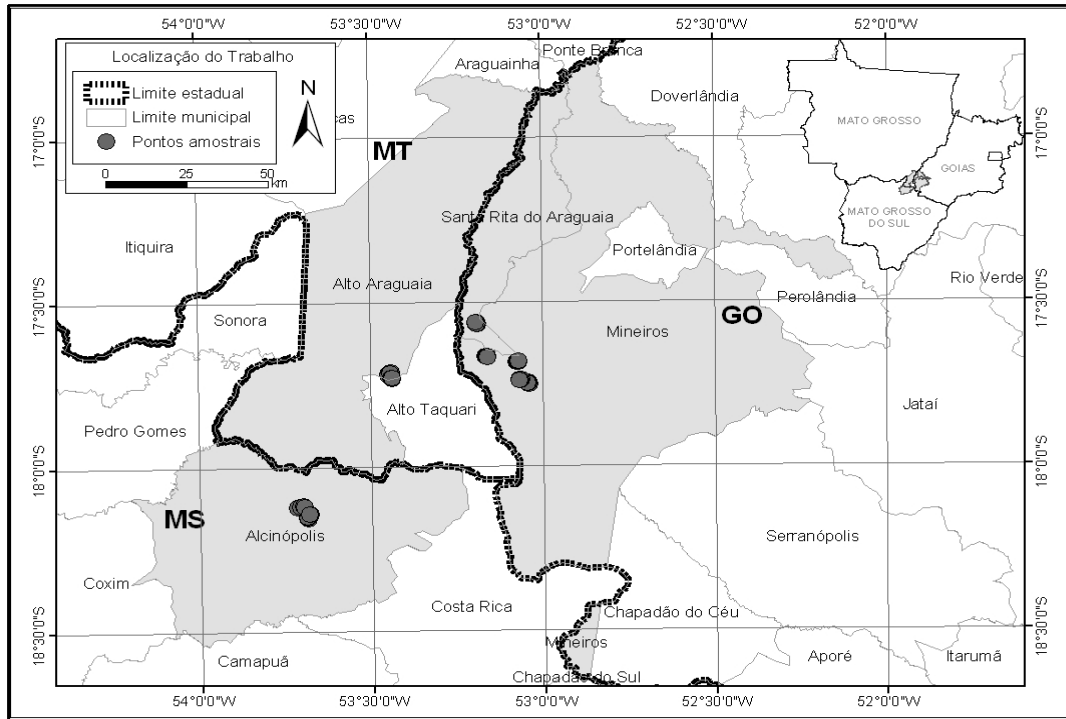 54°0'0"W
53°30'0"W
53°0'0"W
52°30'0"W
52°0'0"W
Localização do Trabalho
Limite estadual
Limite municipal
Pontos amostrais
N
0 25 50
km
cas
Araguainha
Ponte Branca
Doverlândia
MATO GROSSO
GOIAS
MATO GROSSO
DO SUL
17°0'0"S
17°0'0"S
MT
Itiquira
Santa Rita do Araguaia
Portelândia
Alto Araguaia
Rio Verde
Perolândia
17°30'0"S
17°30'0"S
Sonora
Mineiros
GO
Pedro Gomes
Alto Taquari
Jataí
18°0'0"S
18°0'0"S
MS
Alcinópolis
Serranópolis
Coxim
Costa Rica
Chapadão do Céu
18°30'0"S
18°30'0"S
Mineiros
Camapuã
Aporé
Itarumã
Chapadão do Sul
54°0'0"W
53°30'0"W
53°0'0"W
52°30'0"W
52°0'0"W